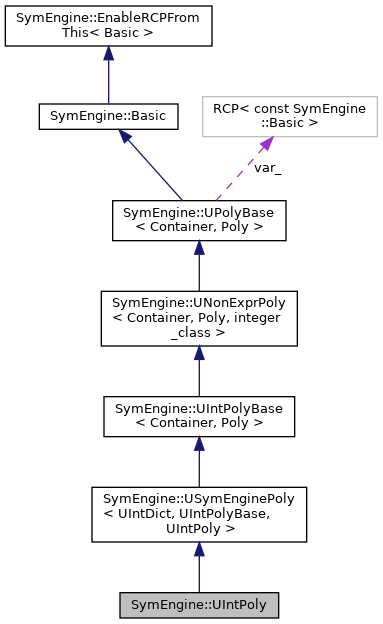 SymEngine::EnableRCPFrom
This< Basic >
SymEngine::Basic
RCP< const SymEngine
::Basic >
var_
SymEngine::UPolyBase
< Container, Poly >
SymEngine::UNonExprPoly
< Container, Poly, integer
_class >
SymEngine::UIntPolyBase
< Container, Poly >
SymEngine::USymEnginePoly
< UIntDict, UIntPolyBase,
UIntPoly >
SymEngine::UIntPoly